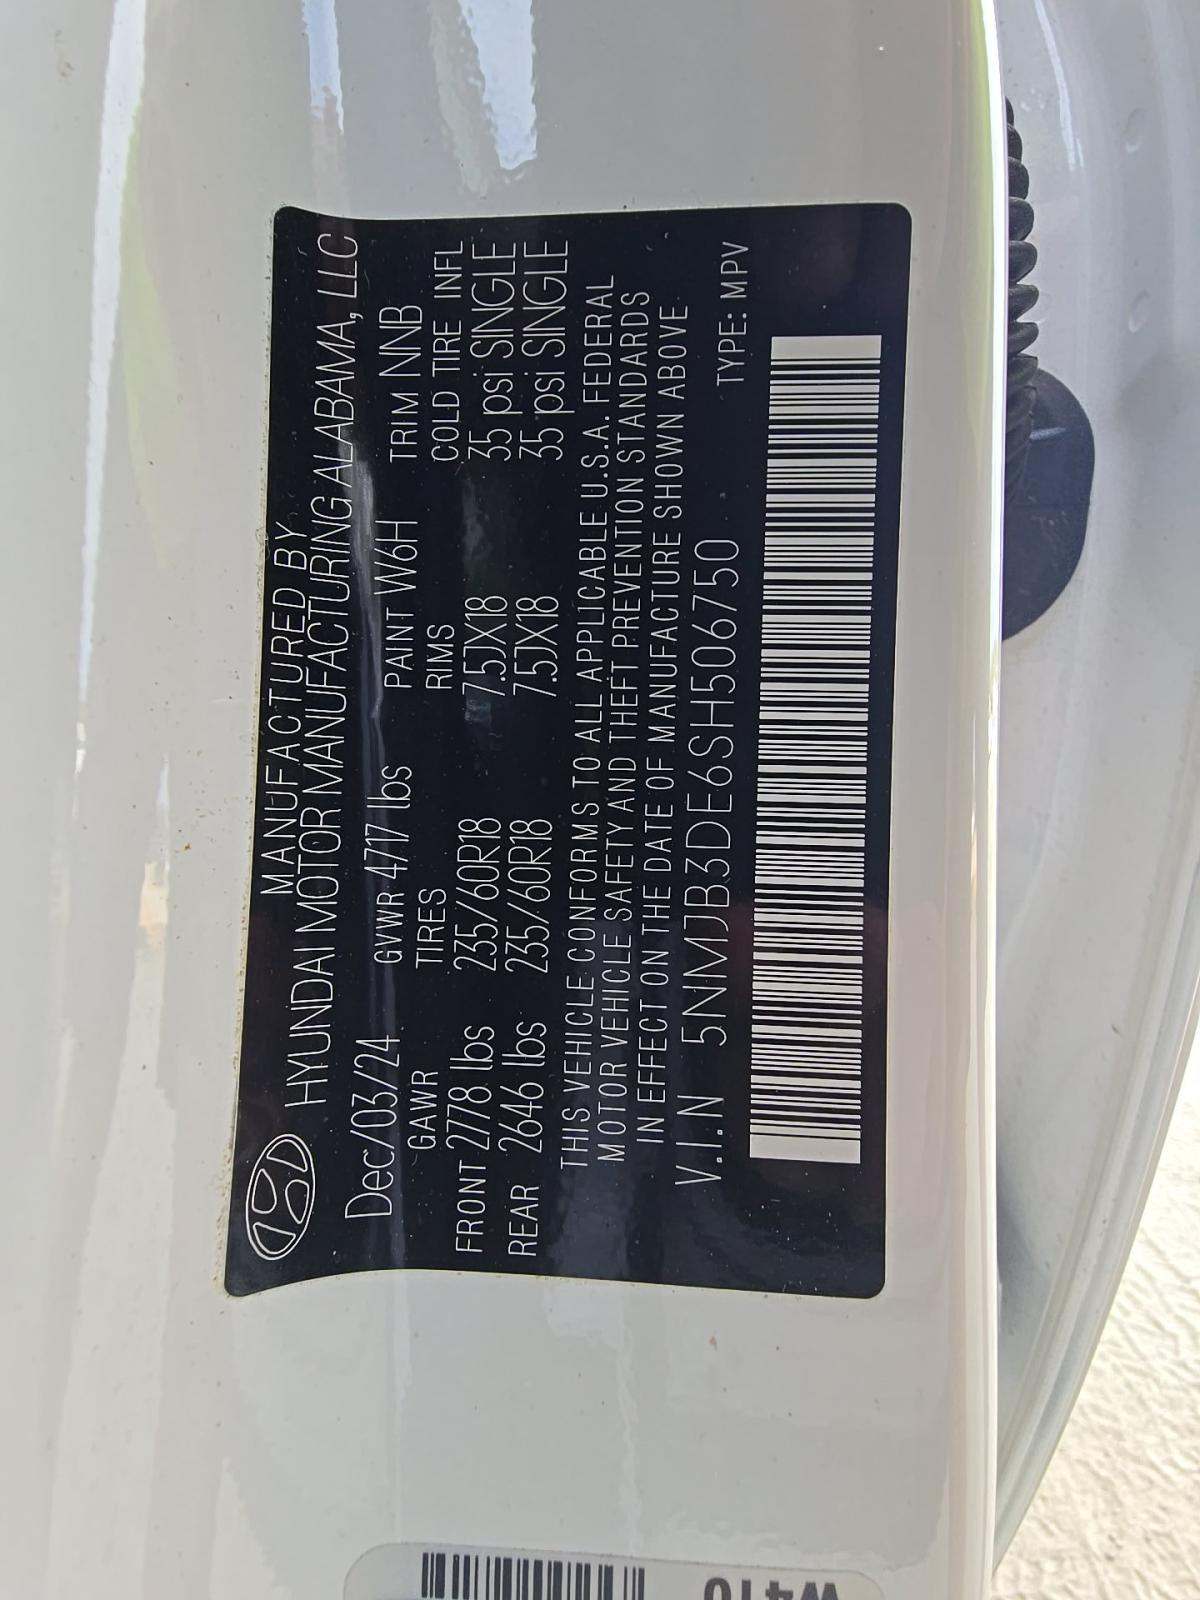 MANUFACTURED BY
HYUNDAI MOTOR MANUFACTURING ALABAMA, LLC
Dec/03/24 GVWR 4717 lbs PAINT W6H TRIM NNB
GAWR TIRES RIMS COLD TIRE INFL
FRONT 2778 lbs 235/60R18 7.5JX18 35 psi SINGLE
REAR 2646 lbs 235/60R18 7.5JX18 35 psi SINGLE
THIS VEHICLE CONFORMS TO ALL APPLICABLE U.S.A. FEDERAL
MOTOR VEHICLE SAFETY AND THEFT PREVENTION STANDARDS
IN EFFECT ON THE DATE OF MANUFACTURE SHOWN ABOVE
V.I.N 5NMJB3DE6SH506750 TYPE: MPV